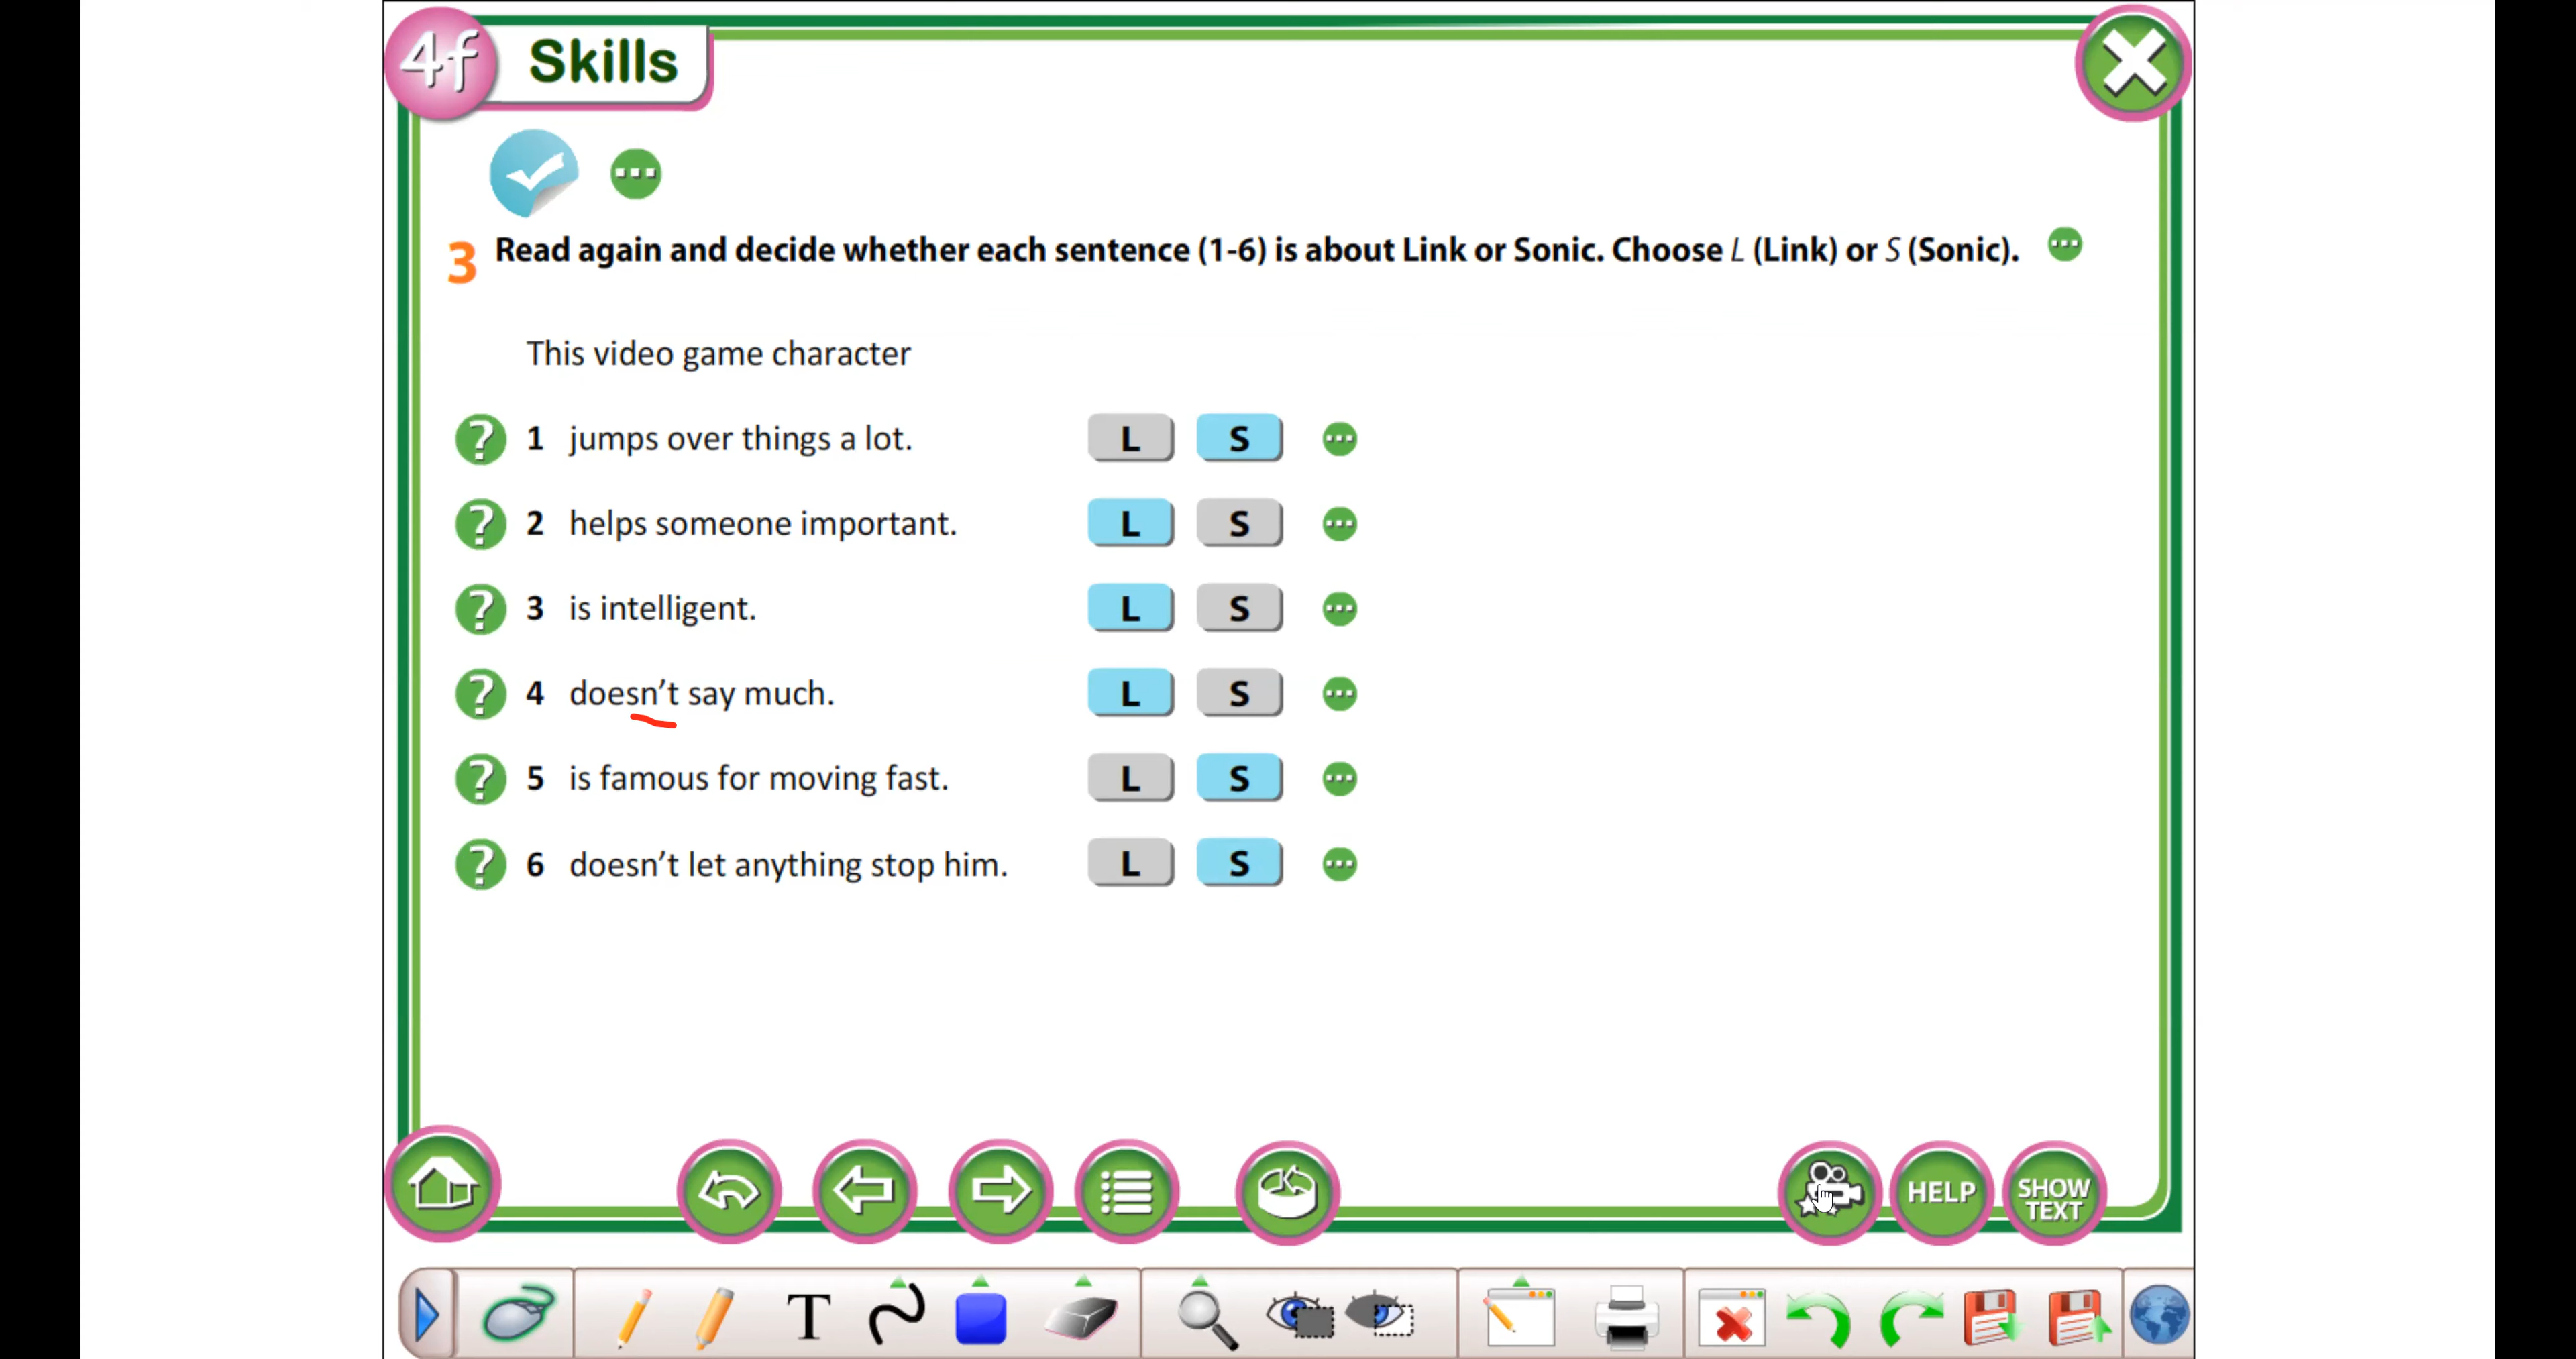 4f Skills
3 Read again and decide whether each sentence (1-6) is about Link or Sonic. Choose L (Link) or S (Sonic).
This video game character
? 1 jumps over things a lot. L S
? 2 helps someone important. L S
? 3 is intelligent. L S
? 4 doesn't say much. L S
? 5 is famous for moving fast. L S
? 6 doesn't let anything stop him. L S
HELP
SHOW
TEXT
T